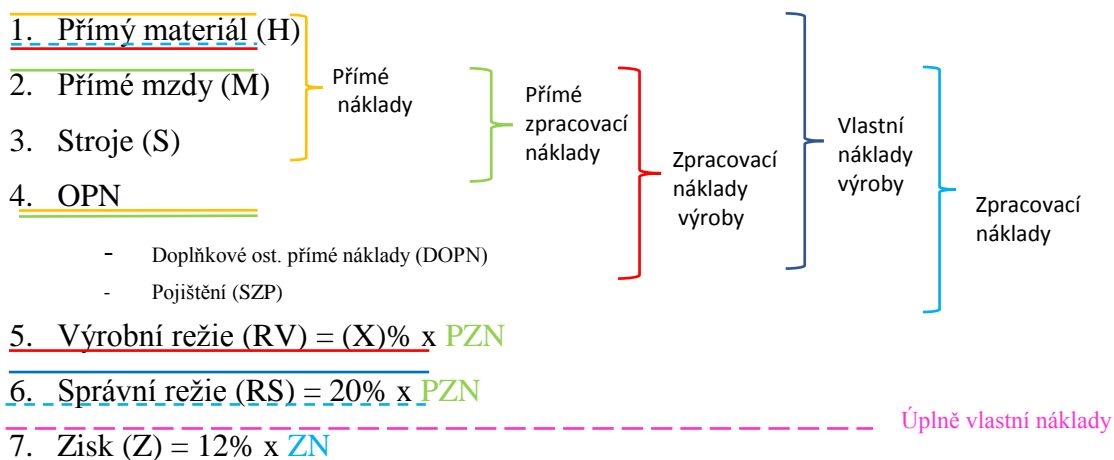 1. Přímý materiál (H)
2. Přímé mzdy (M)
3. Stroje (S)
4. OPN
- Doplňkové ost. přímé náklady (DOPN)
- Pojištění (SZP)
5. Výrobní režie (RV) = (X)% x PZN
6. Správní režie (RS) = 20% x PZN
7. Zisk (Z) = 12% x ZN
Přímé
náklady
Přímé
zpracovací
náklady
Zpracovací
náklady
výroby
Vlastní
náklady
výroby
Zpracovací
náklady
Úplně vlastní náklady